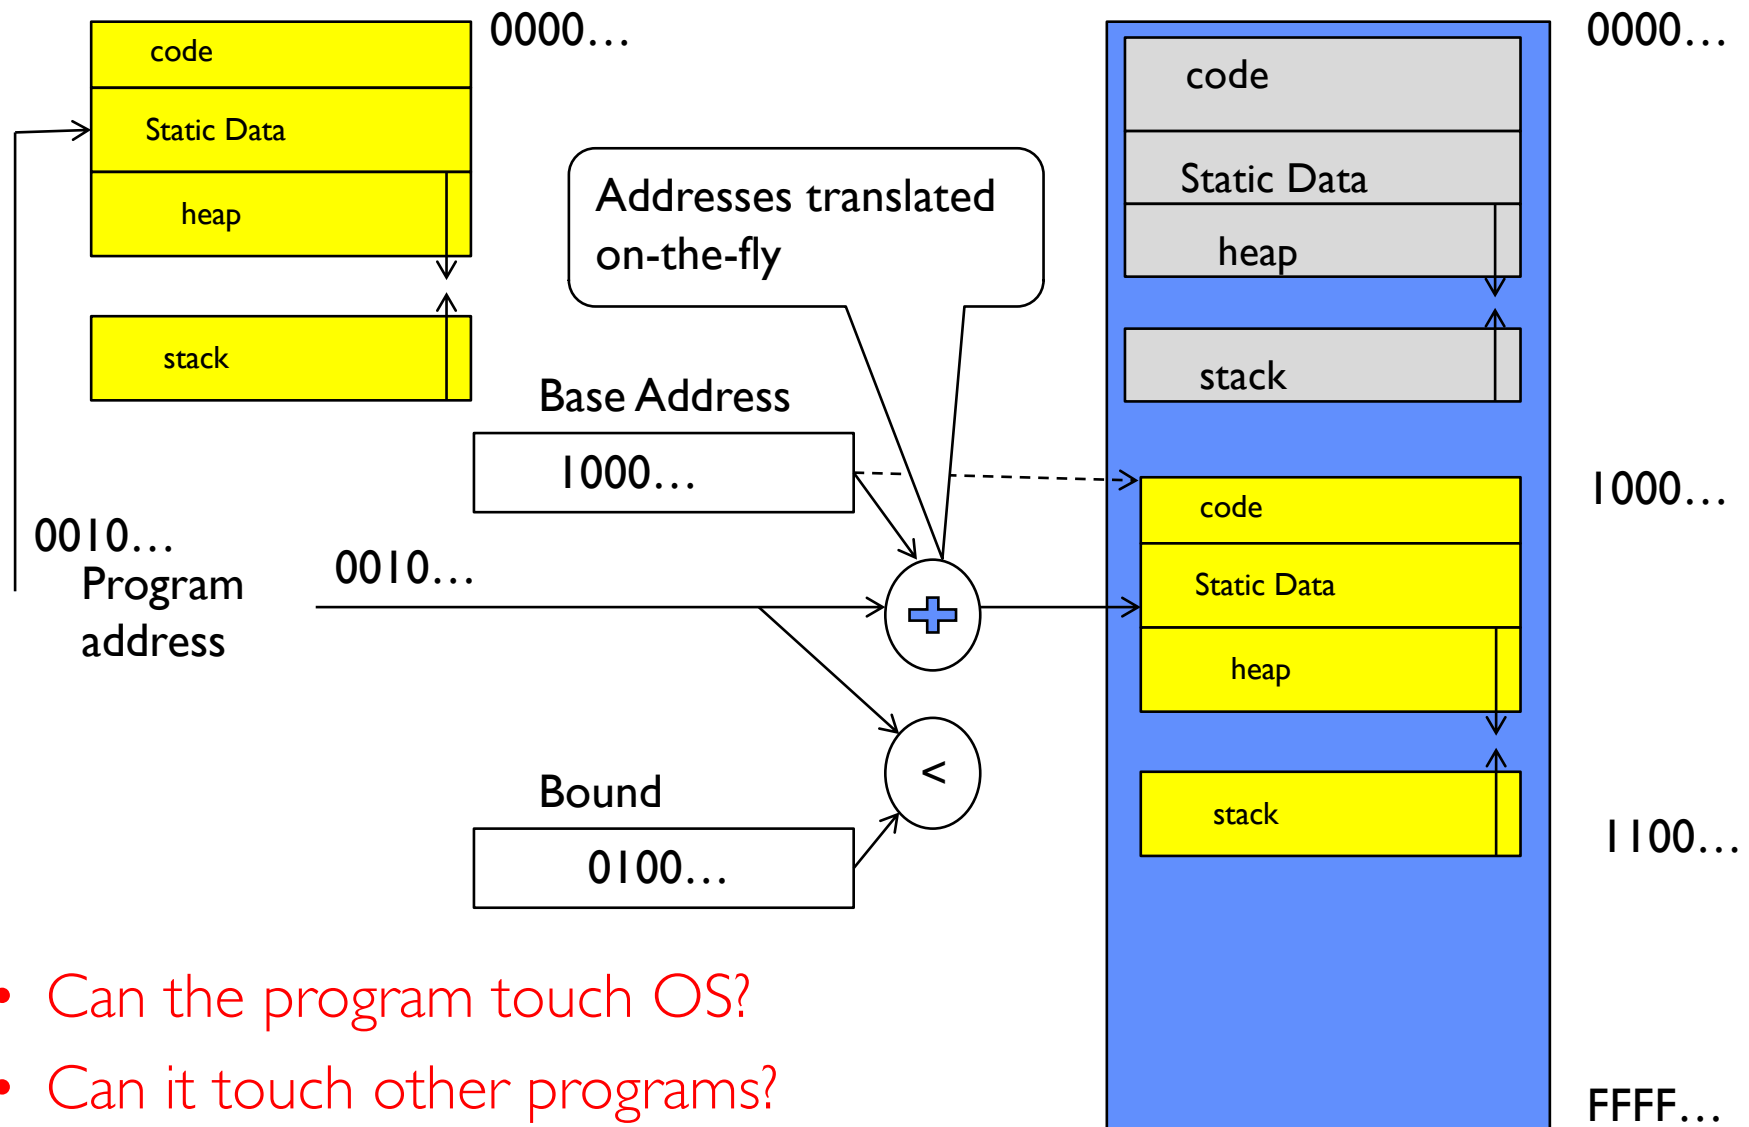 0000…
code
Static Data
heap
stack
0010…
Program
address
0010…
Addresses translated
on-the-fly
Base Address
1000…
Bound
0100…
<
0000…
code
Static Data
heap
stack
1000…
code
Static Data
heap
stack
1100…
FFFF…
• Can the program touch OS?
• Can it touch other programs?